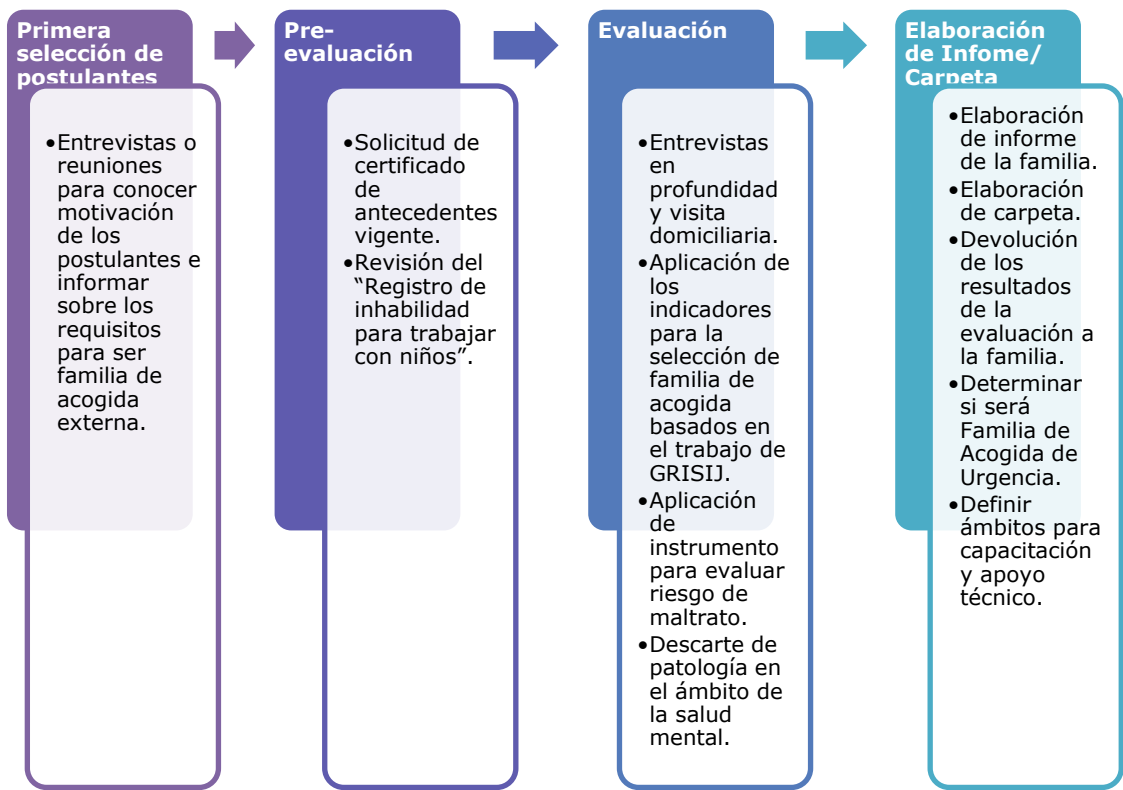 Primera
selección de
postulantes
•Entrevistas o
reuniones
para conocer
motivación
de los
postulantes e
informar
sobre los
requisitos
para ser
familia de
acogida
externa.
Pre-
evaluación
•Solicitud de
certificado
de
antecedentes
vigente.
•Revisión del
“Registro de
inhabilidad
para trabajar
con niños”.
Evaluación
•Entrevistas
en
profundidad
y visita
domiciliaria.
•Aplicación de
los
indicadores
para la
selección de
familia de
acogida
basados en
el trabajo de
GRISIJ.
•Aplicación
de
instrumento
para evaluar
riesgo de
maltrato.
•Descarte de
patología en
el ámbito de
la salud
mental.
Elaboración
de Infome/
Carpeta
•Elaboración
de informe
de la familia.
•Elaboración
de carpeta.
•Devolución
de los
resultados
de la
evaluación a
la familia.
•Determinar
si será
Familia de
Acogida de
Urgencia.
•Definir
ámbitos para
capacitación
y apoyo
técnico.